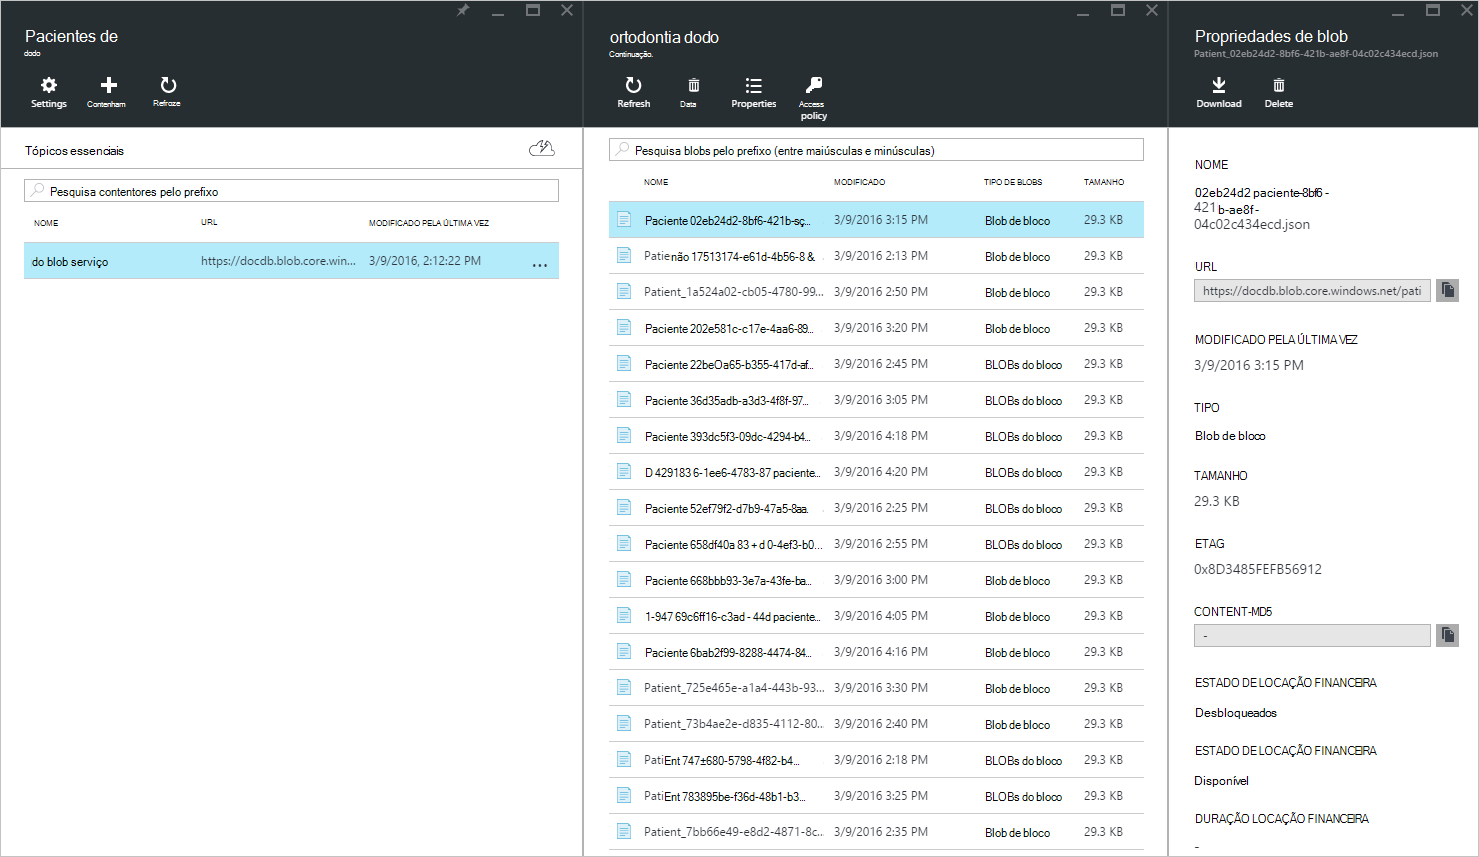 Pacientes de
dodo
Settings
Contenham
Refroze
Tópicos essenciais
Pesquisa contentores pelo prefixo
NOME URL MODIFICADO PELA ÚLTIMA VEZ
do blob serviço https://docdb.blob.core.win... 3/9/2016, 2:12:22 PM ...
ortodontia dodo
Continuação.
Refresh
Data
Properties
Access
policy
Pesquisa blobs pelo prefixo (entre maiúsculas e minúsculas)
NOME MODIFICADO TIPO DE BLOBS TAMANHO
Paciente 02eb24d2-8bf6-421b-sç... 3/9/2016 3:15 PM Blob de bloco 29.3 KB
Patienão 17513174-e61d-4b56-8 & 3/9/2016 2:13 PM Blob de bloco 29.3 KB
Patient_1a524a02-cb05-4780-99... 3/9/2016 2:50 PM Blob de bloco 29.3 KB
Paciente 202e581c-c17e-4aa6-89... 3/9/2016 3:20 PM Blob de bloco 29.3 KB
Paciente 22beOa65-b355-417d-af... 3/9/2016 2:45 PM BLOBs do bloco 29.3 KB
Paciente 36d35adb-a3d3-4f8f-97... 3/9/2016 3:05 PM BLOBs do bloco 29.3 KB
Paciente 393dc5f3-09dc-4294-b4... 3/9/2016 4:18 PM BLOBs do bloco 29.3 KB
D 429183 6-1ee6-4783-87 paciente... 3/9/2016 4:20 PM BLOBs do bloco 29.3 KB
Paciente 52ef79f2-d7b9-47a5-8aa. 3/9/2016 2:25 PM BLOBs do bloco 29.3 KB
Paciente 658df40a 83 + d 0-4ef3-b0... 3/9/2016 2:55 PM BLOBs do bloco 29.3 KB
Paciente 668bbb93-3e7a-43fe-ba... 3/9/2016 3:00 PM Blob de bloco 29.3 KB
1-947 69c6ff16-c3ad - 44d paciente... 3/9/2016 4:05 PM Blob de bloco 29.3 KB
Paciente 6bab2f99-8288-4474-84... 3/9/2016 4:16 PM Blob de bloco 29.3 KB
Patient_725e465e-a1a4-443b-93... 3/9/2016 3:30 PM Blob de bloco 29.3 KB
Patient_73b4ae2e-d835-4112-80... 3/9/2016 2:40 PM Blob de bloco 29.3 KB
PatiEnt 747±680-5798-4f82-b4... 3/9/2016 2:18 PM BLOBs do bloco 29.3 KB
PatiEnt 783895be-f36d-48b1-b3... 3/9/2016 3:25 PM BLOBs do bloco 29.3 KB
Patient_7bb66e49-e8d2-4871-8c... 3/9/2016 2:35 PM Blob de bloco 29.3 KB
Propriedades de blob
Patient_02eb24d2-8bf6-421b-ae8f-04c02c434ecd.json
Download
Delete
NOME
02eb24d2 paciente-8bf6 -
421 b-ae8f -
04c02c434ecd.json
URL
https://docdb.blob.core.windows.net/pati
MODIFICADO PELA ÚLTIMA VEZ
3/9/2016 3:15 PM
TIPO
Blob de bloco
TAMANHO
29.3 KB
ETAG
0x8D3485FEFB56912
CONTENT-MD5
-
ESTADO DE LOCAÇÃO FINANCEIRA
Desbloqueados
ESTADO DE LOCAÇÃO FINANCEIRA
Disponível
DURAÇÃO LOCAÇÃO FINANCEIRA
-